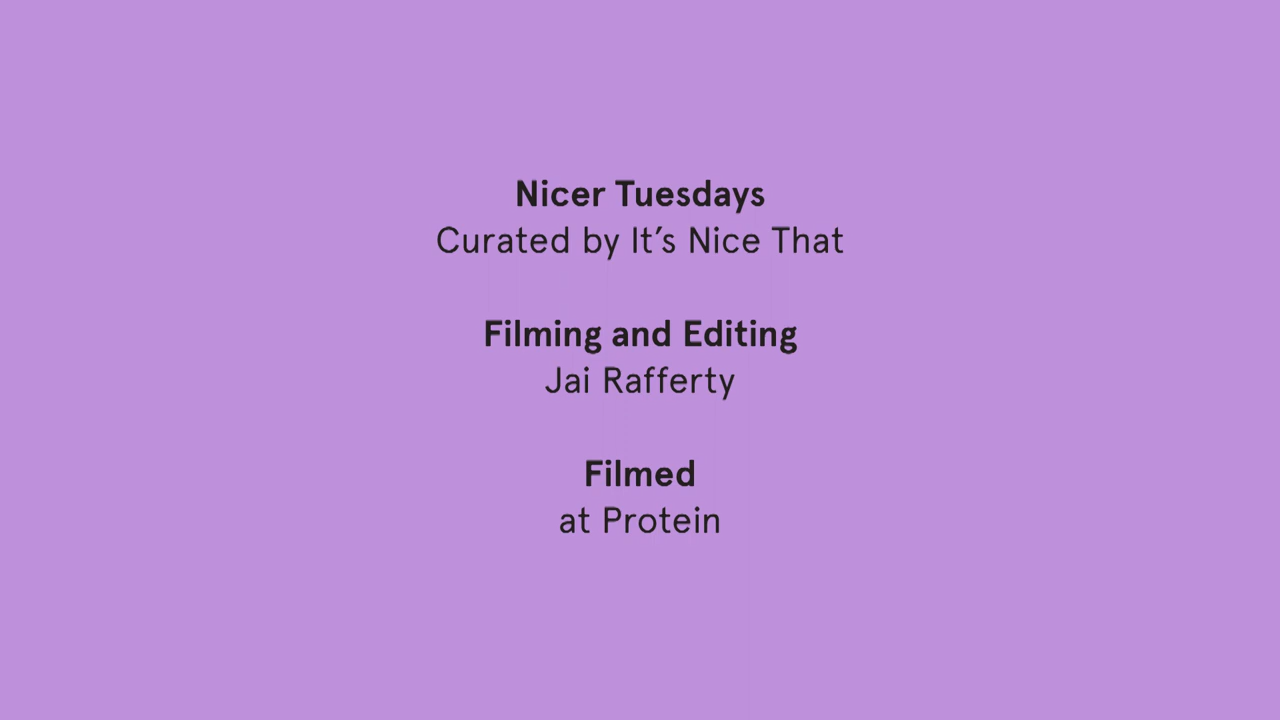 Nicer Tuesdays
Curated by It’s Nice That
Filming and Editing
Jai Rafferty
Filmed
at Protein